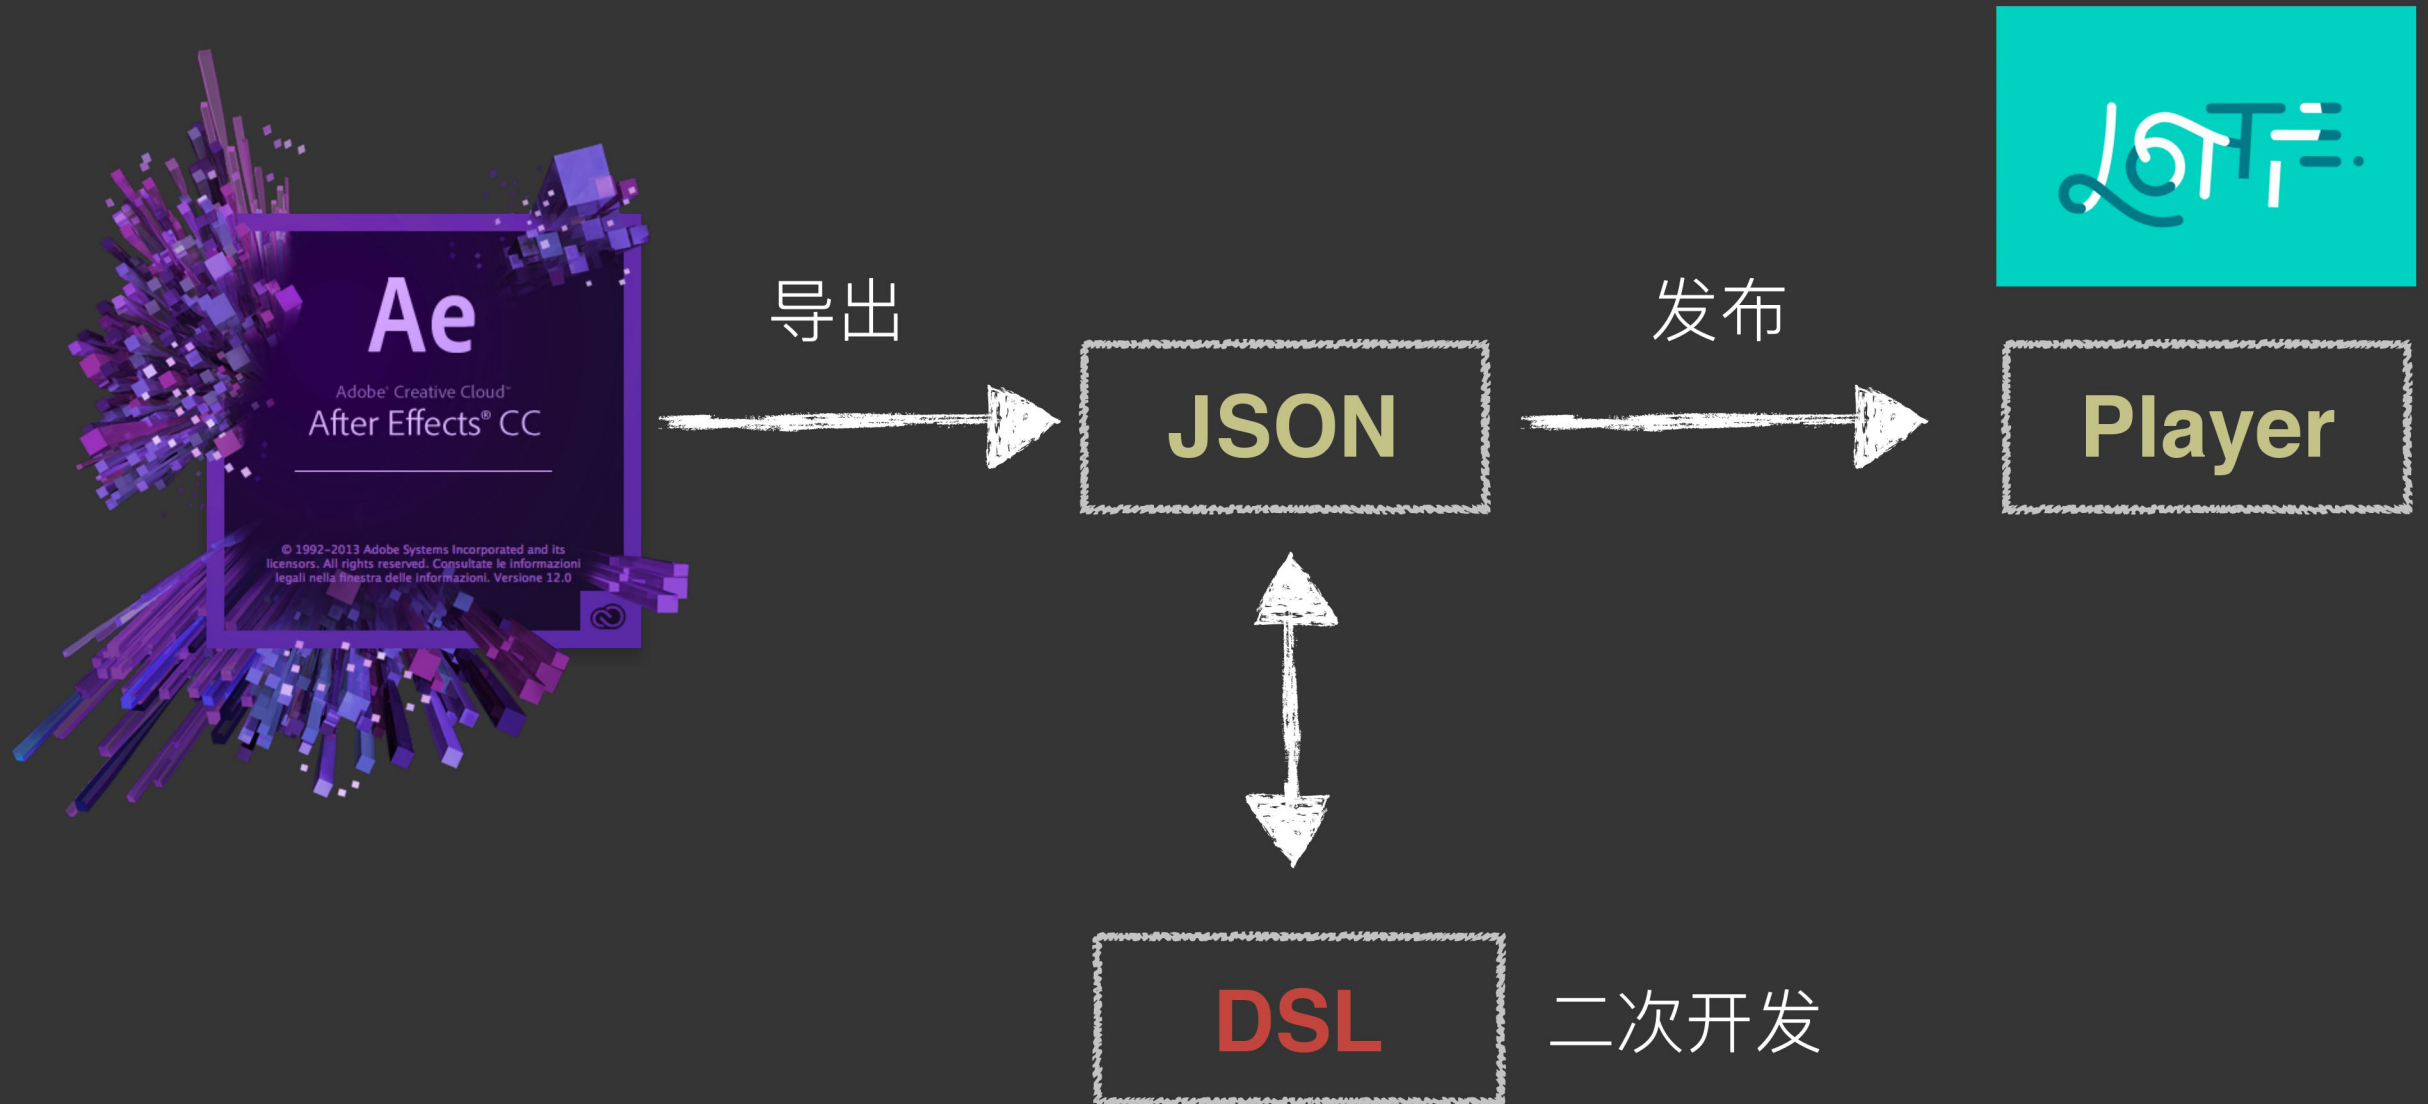 LOTTIE
Ae
Adobe® Creative Cloud™
After Effects® CC
© 1992-2013 Adobe Systems Incorporated and its
licensors. All rights reserved. Consultate le informazioni
legali nella finestra delle informazioni. Versione 12.0
导出
JSON
发布
Player
DSL
二次开发